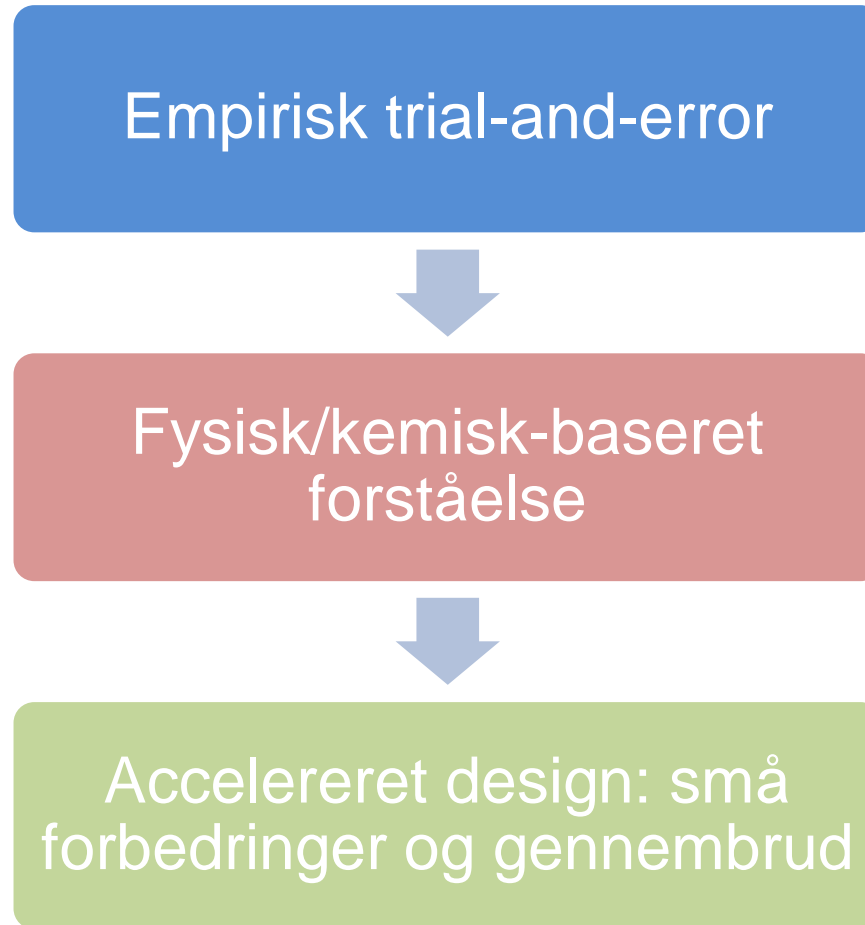 Empirisk trial-and-error
Fysisk/kemisk-baseret
forståelse
Accelereret design: små
forbedringer og gennembrud